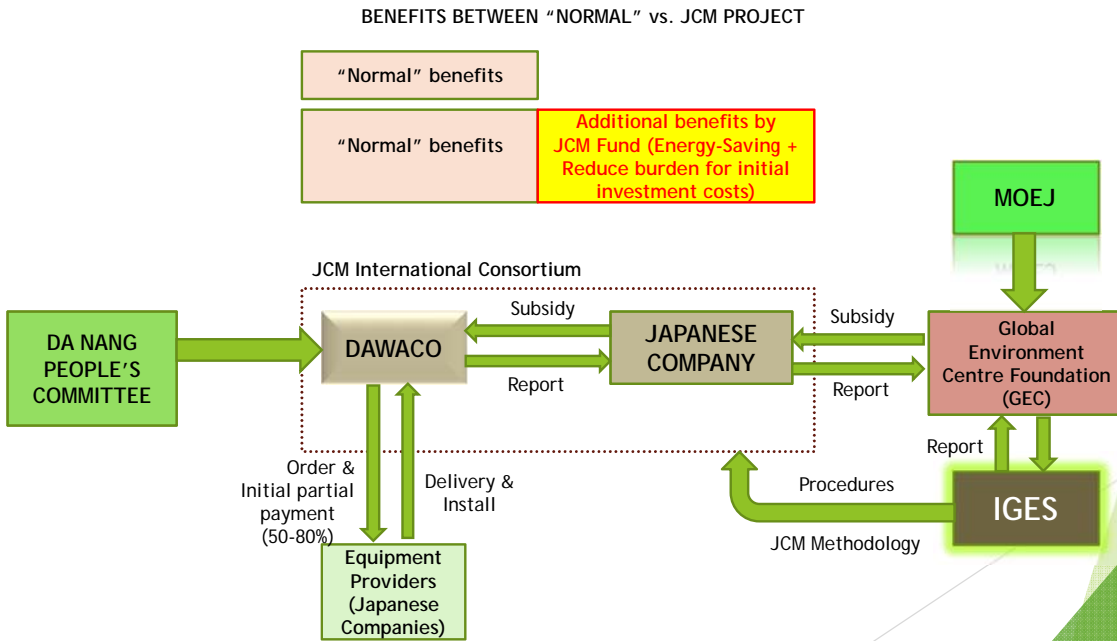 BENEFITS BETWEEN “NORMAL” vs. JCM PROJECT
“Normal” benefits
“Normal” benefits
Additional benefits by
JCM Fund (Energy-Saving +
Reduce burden for initial
investment costs)
MOEJ
JCM International Consortium
DA NANG
PEOPLE’S
COMMITTEE
DAWACO
Subsidy
Report
JAPANESE
COMPANY
Subsidy
Report
Global
Environment
Centre Foundation
(GEC)
Order &
Initial partial
payment
(50-80%)
Delivery &
Install
Report
Procedures
JCM Methodology
IGES
Equipment
Providers
(Japanese
Companies)